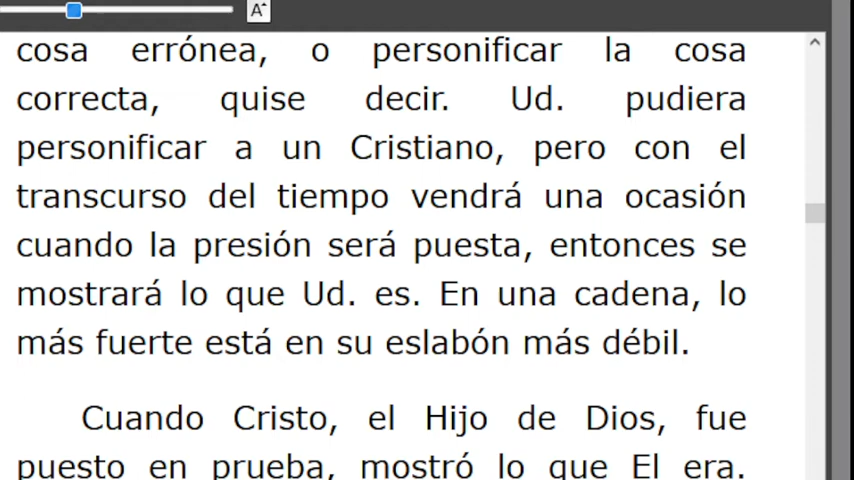 A
cosa errónea, o personificar la cosa
correcta, quise decir. Ud. pudiera
personificar a un Cristiano, pero con el
transcurso del tiempo vendrá una ocasión
cuando la presión será puesta, entonces se
mostrará lo que Ud. es. En una cadena, lo
más fuerte está en su eslabón más débil.
Cuando Cristo, el Hijo de Dios, fue
puesto en prueba, mostró lo que El era.